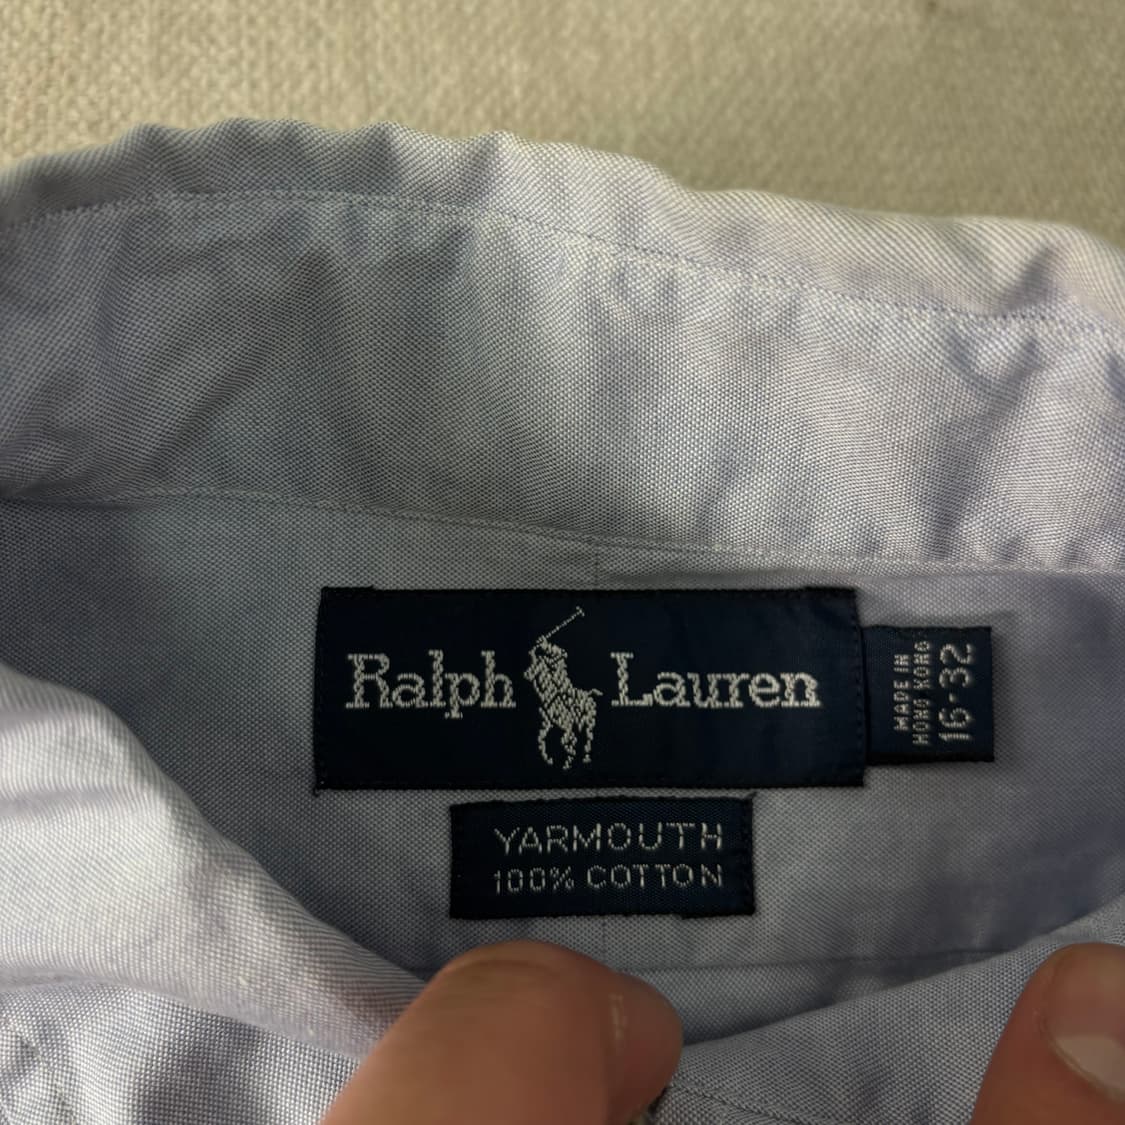 Ralph Lauren
MADE IN
HONG KONG
16-32
YARMOUTH
100% COTTON